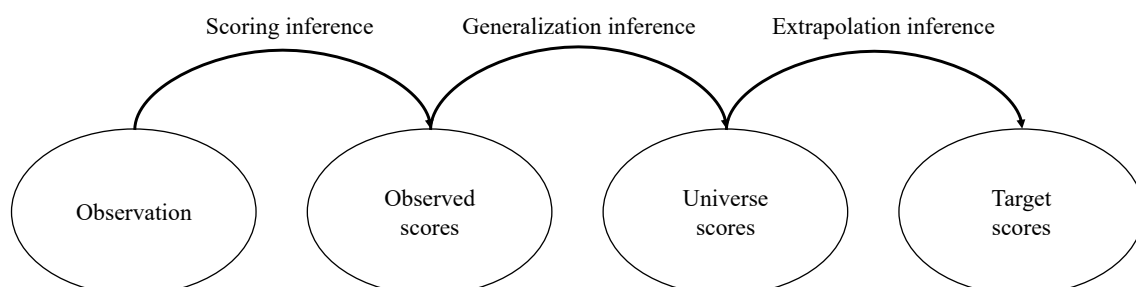 Scoring inference
Generalization inference
Extrapolation inference
Observation
Observed
scores
Universe
scores
Target
scores